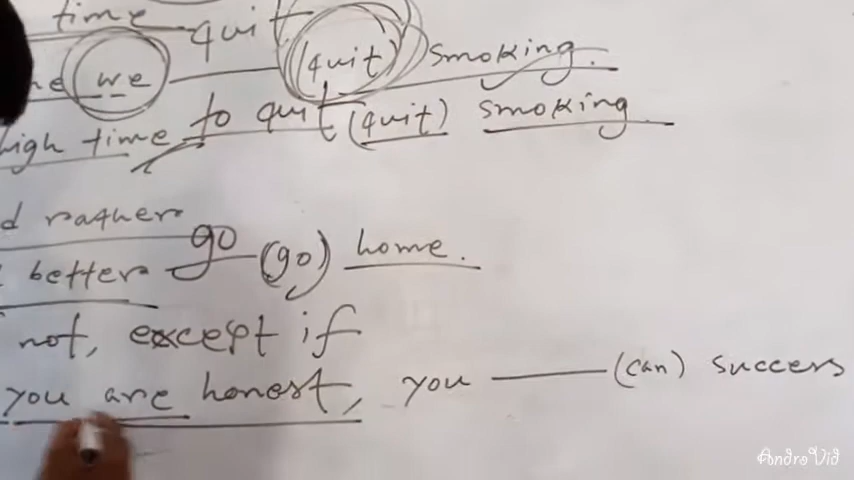 time quit
we (quit) smoking.
high time to quit (quit) smoking
d rather
better go (go) home.
not, except if
you are honest, you ——— (can) success
AndroVid